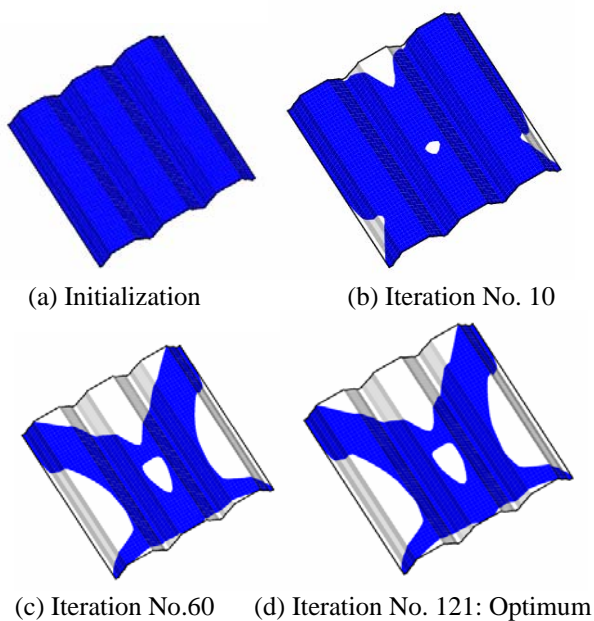 (a) Initialization
(b) Iteration No. 10
(c) Iteration No.60
(d) Iteration No. 121: Optimum